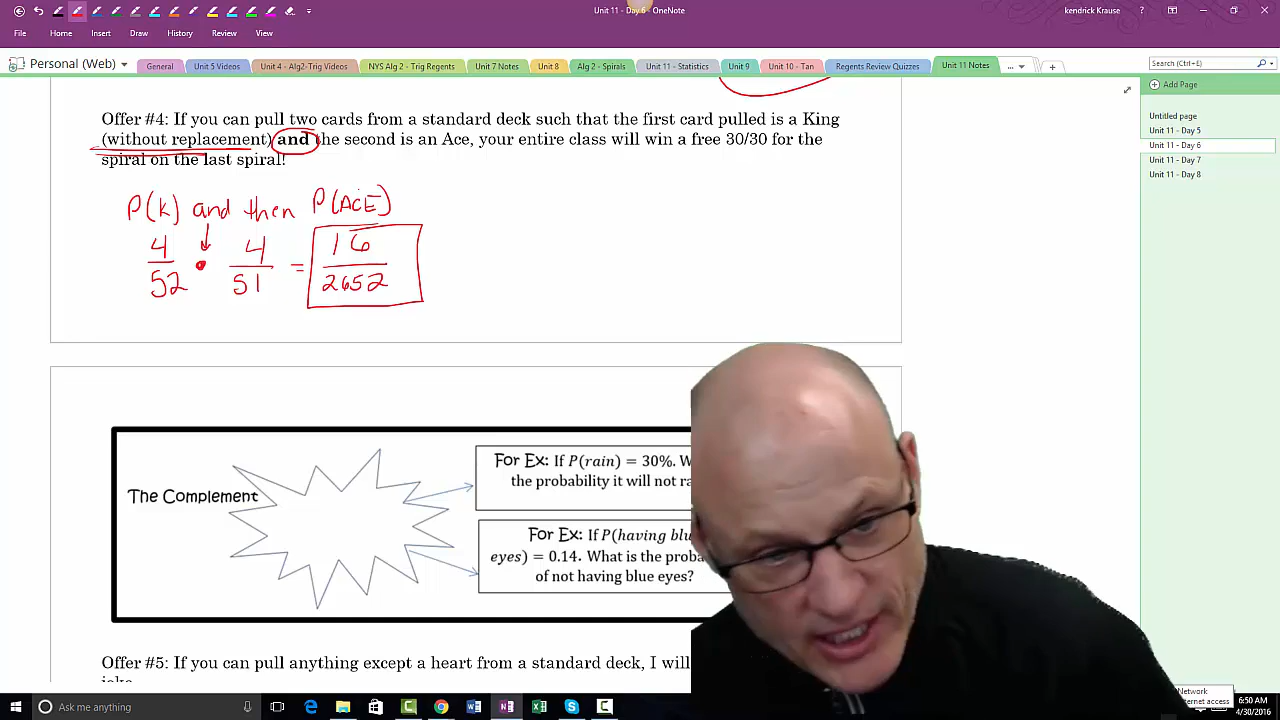 Unit 11 - Day 6 - OneNote
kendrick Krause
?
File Home Insert Draw History Review View
Personal (Web)
General
Unit 5 Videos
Unit 4 - Alg2-Trig Videos
NYS Alg 2 - Trig Regents
Unit 7 Notes
Unit 8
Alg 2 - Spirals
Unit 11 - Statistics
Unit 9
Unit 10 - Tan
Regents Review Quizzes
Unit 11 Notes
...
Search (Ctrl+E)
Add Page
Untitled page
Unit 11 - Day 5
Unit 11 - Day 6
Unit 11 - Day 7
Unit 11 - Day 8
Offer #4: If you can pull two cards from a standard deck such that the first card pulled is a King
(without replacement) and the second is an Ace, your entire class will win a free 30/30 for the
spiral on the last spiral!
P(K) and then P(ACE)
4/52 • 4/51 = 16/2652
The Complement
For Ex: If P(rain) = 30%.
the probability it will not
For Ex: If P(having
eyes) = 0.14. What is the
of not having blue eyes?
Offer #5: If you can pull anything except a heart from a standard deck, I will
Ask me anything
Network
Internet access
6:50 AM
4/30/2016